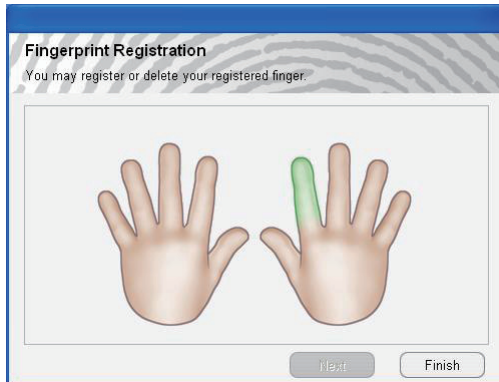 Fingerprint Registration
You may register or delete your registered finger.
Next
Finish